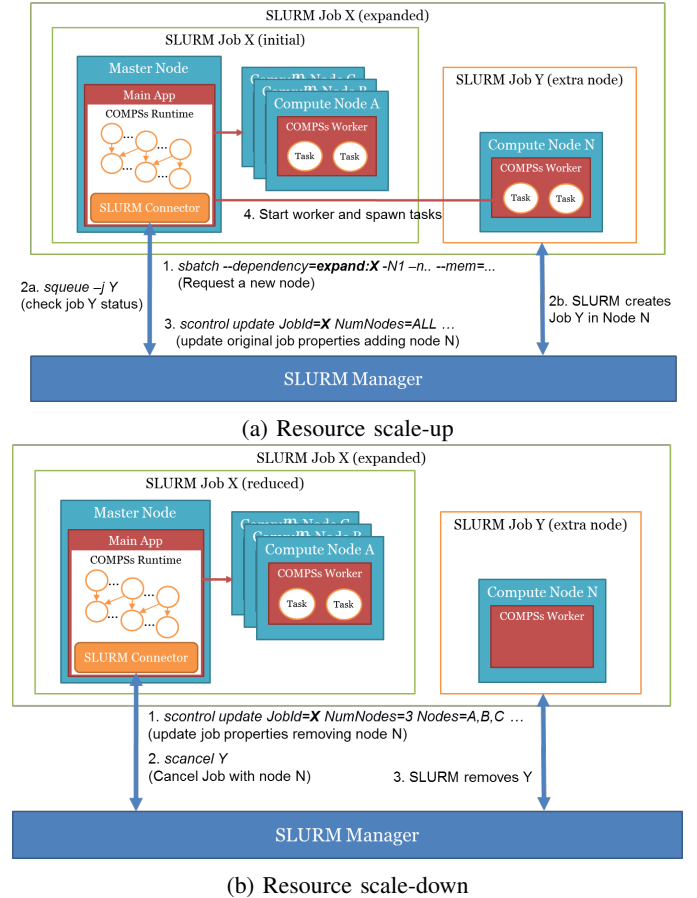 SLURM Job X (expanded)
SLURM Job X (initial)
Master Node
Main App
COMPSs Runtime
...
...
...
...
SLURM Connector
Compute Node A
COMPSs Worker
Task
Task
SLURM Job Y (extra node)
Compute Node N
COMPSs Worker
Task
Task
4. Start worker and spawn tasks
1. sbatch --dependency=expand:X -N1 –n.. --mem=...
(Request a new node)
2a. squeue –j Y
(check job Y status)
3. scontrol update JobId=X NumNodes=ALL ...
(update original job properties adding node N)
2b. SLURM creates
Job Y in Node N
SLURM Manager
(a) Resource scale-up
SLURM Job X (expanded)
SLURM Job X (reduced)
Master Node
Main App
COMPSs Runtime
...
...
...
...
SLURM Connector
Compute Node A
COMPSs Worker
Task
Task
SLURM Job Y (extra node)
Compute Node N
COMPSs Worker
1. scontrol update JobId=X NumNodes=3 Nodes=A,B,C ...
(update job properties removing node N)
2. scancel Y
(Cancel Job with node N)
3. SLURM removes Y
SLURM Manager
(b) Resource scale-down